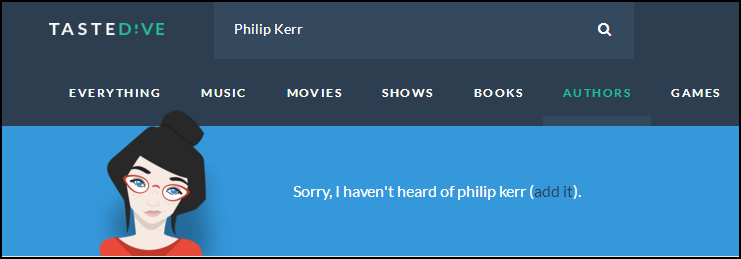 TASTEDIVE Philip Kerr
EVERYTHING MUSIC MOVIES SHOWS BOOKS AUTHORS GAMES
Sorry, I haven't heard of philip kerr (add it).